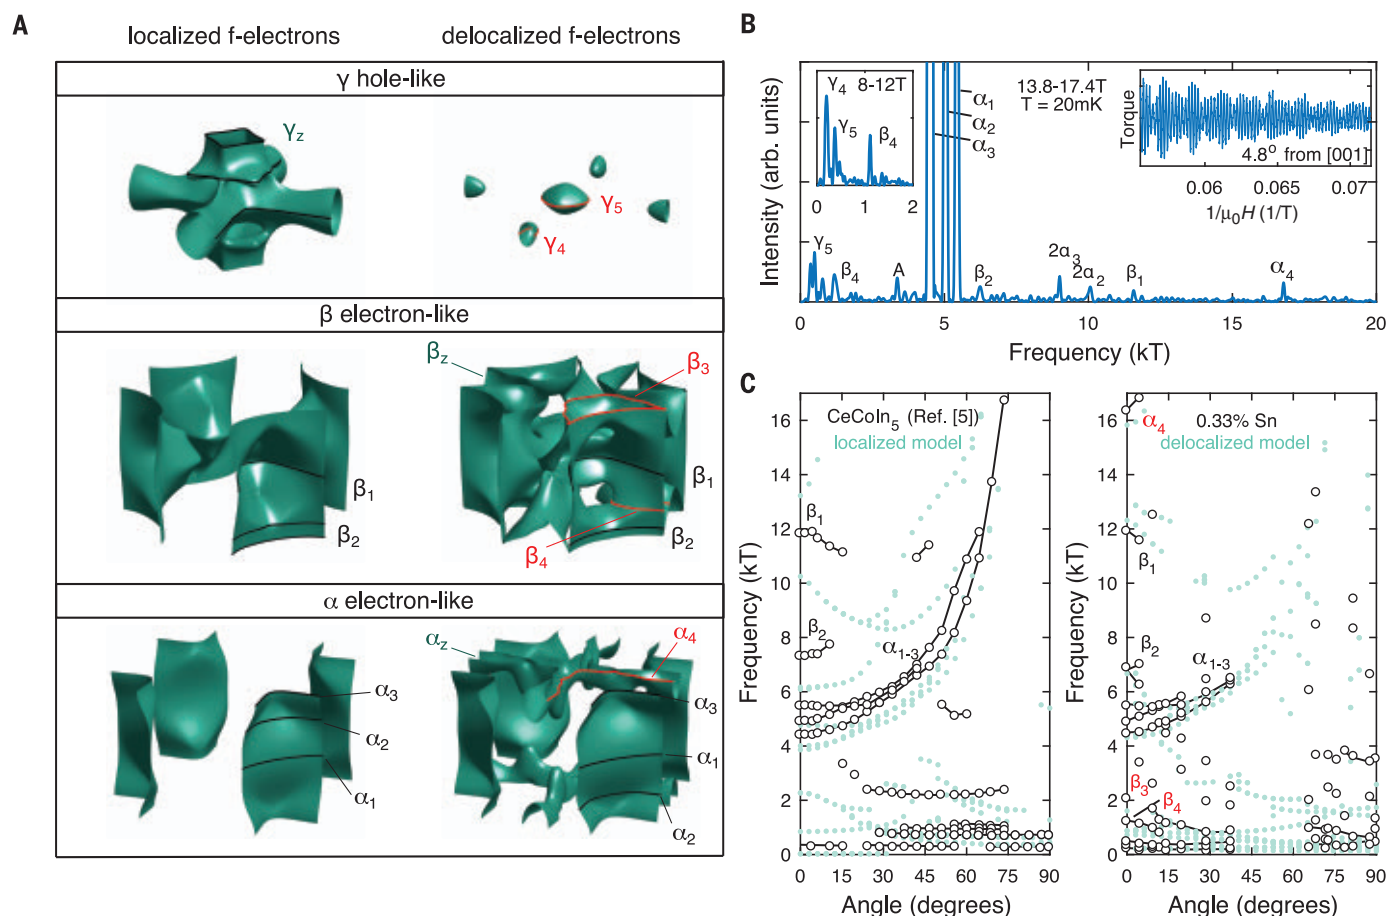 A
localized f-electrons
delocalized f-electrons
γ hole-like
γz
γ5
γ4
β electron-like
βz
β3
β1
β1
β2
β2
β4
α electron-like
αz
α4
α3
α3
α2
α1
α1
α2
B
Intensity (arb. units)
γ4
8-12T
γ5
β4
0
1
2
α1
α2
α3
13.8-17.4T
T = 20mK
Torque
4.8° from [001]
0.06
0.065
0.07
1/μ0H (1/T)
γ5
β4
A
β2
2α3
2α2
β1
α4
0
5
10
15
20
Frequency (kT)
C
Frequency (kT)
16
14
12
10
8
6
4
2
0
CeCoIn5 (Ref. [5])
localized model
β1
β2
α1-3
0
15
30
45
60
75
90
Angle (degrees)
Frequency (kT)
16
14
12
10
8
6
4
2
0
0.33% Sn
delocalized model
α4
β1
β2
α1-3
β3
β4
0
15
30
45
60
75
90
Angle (degrees)